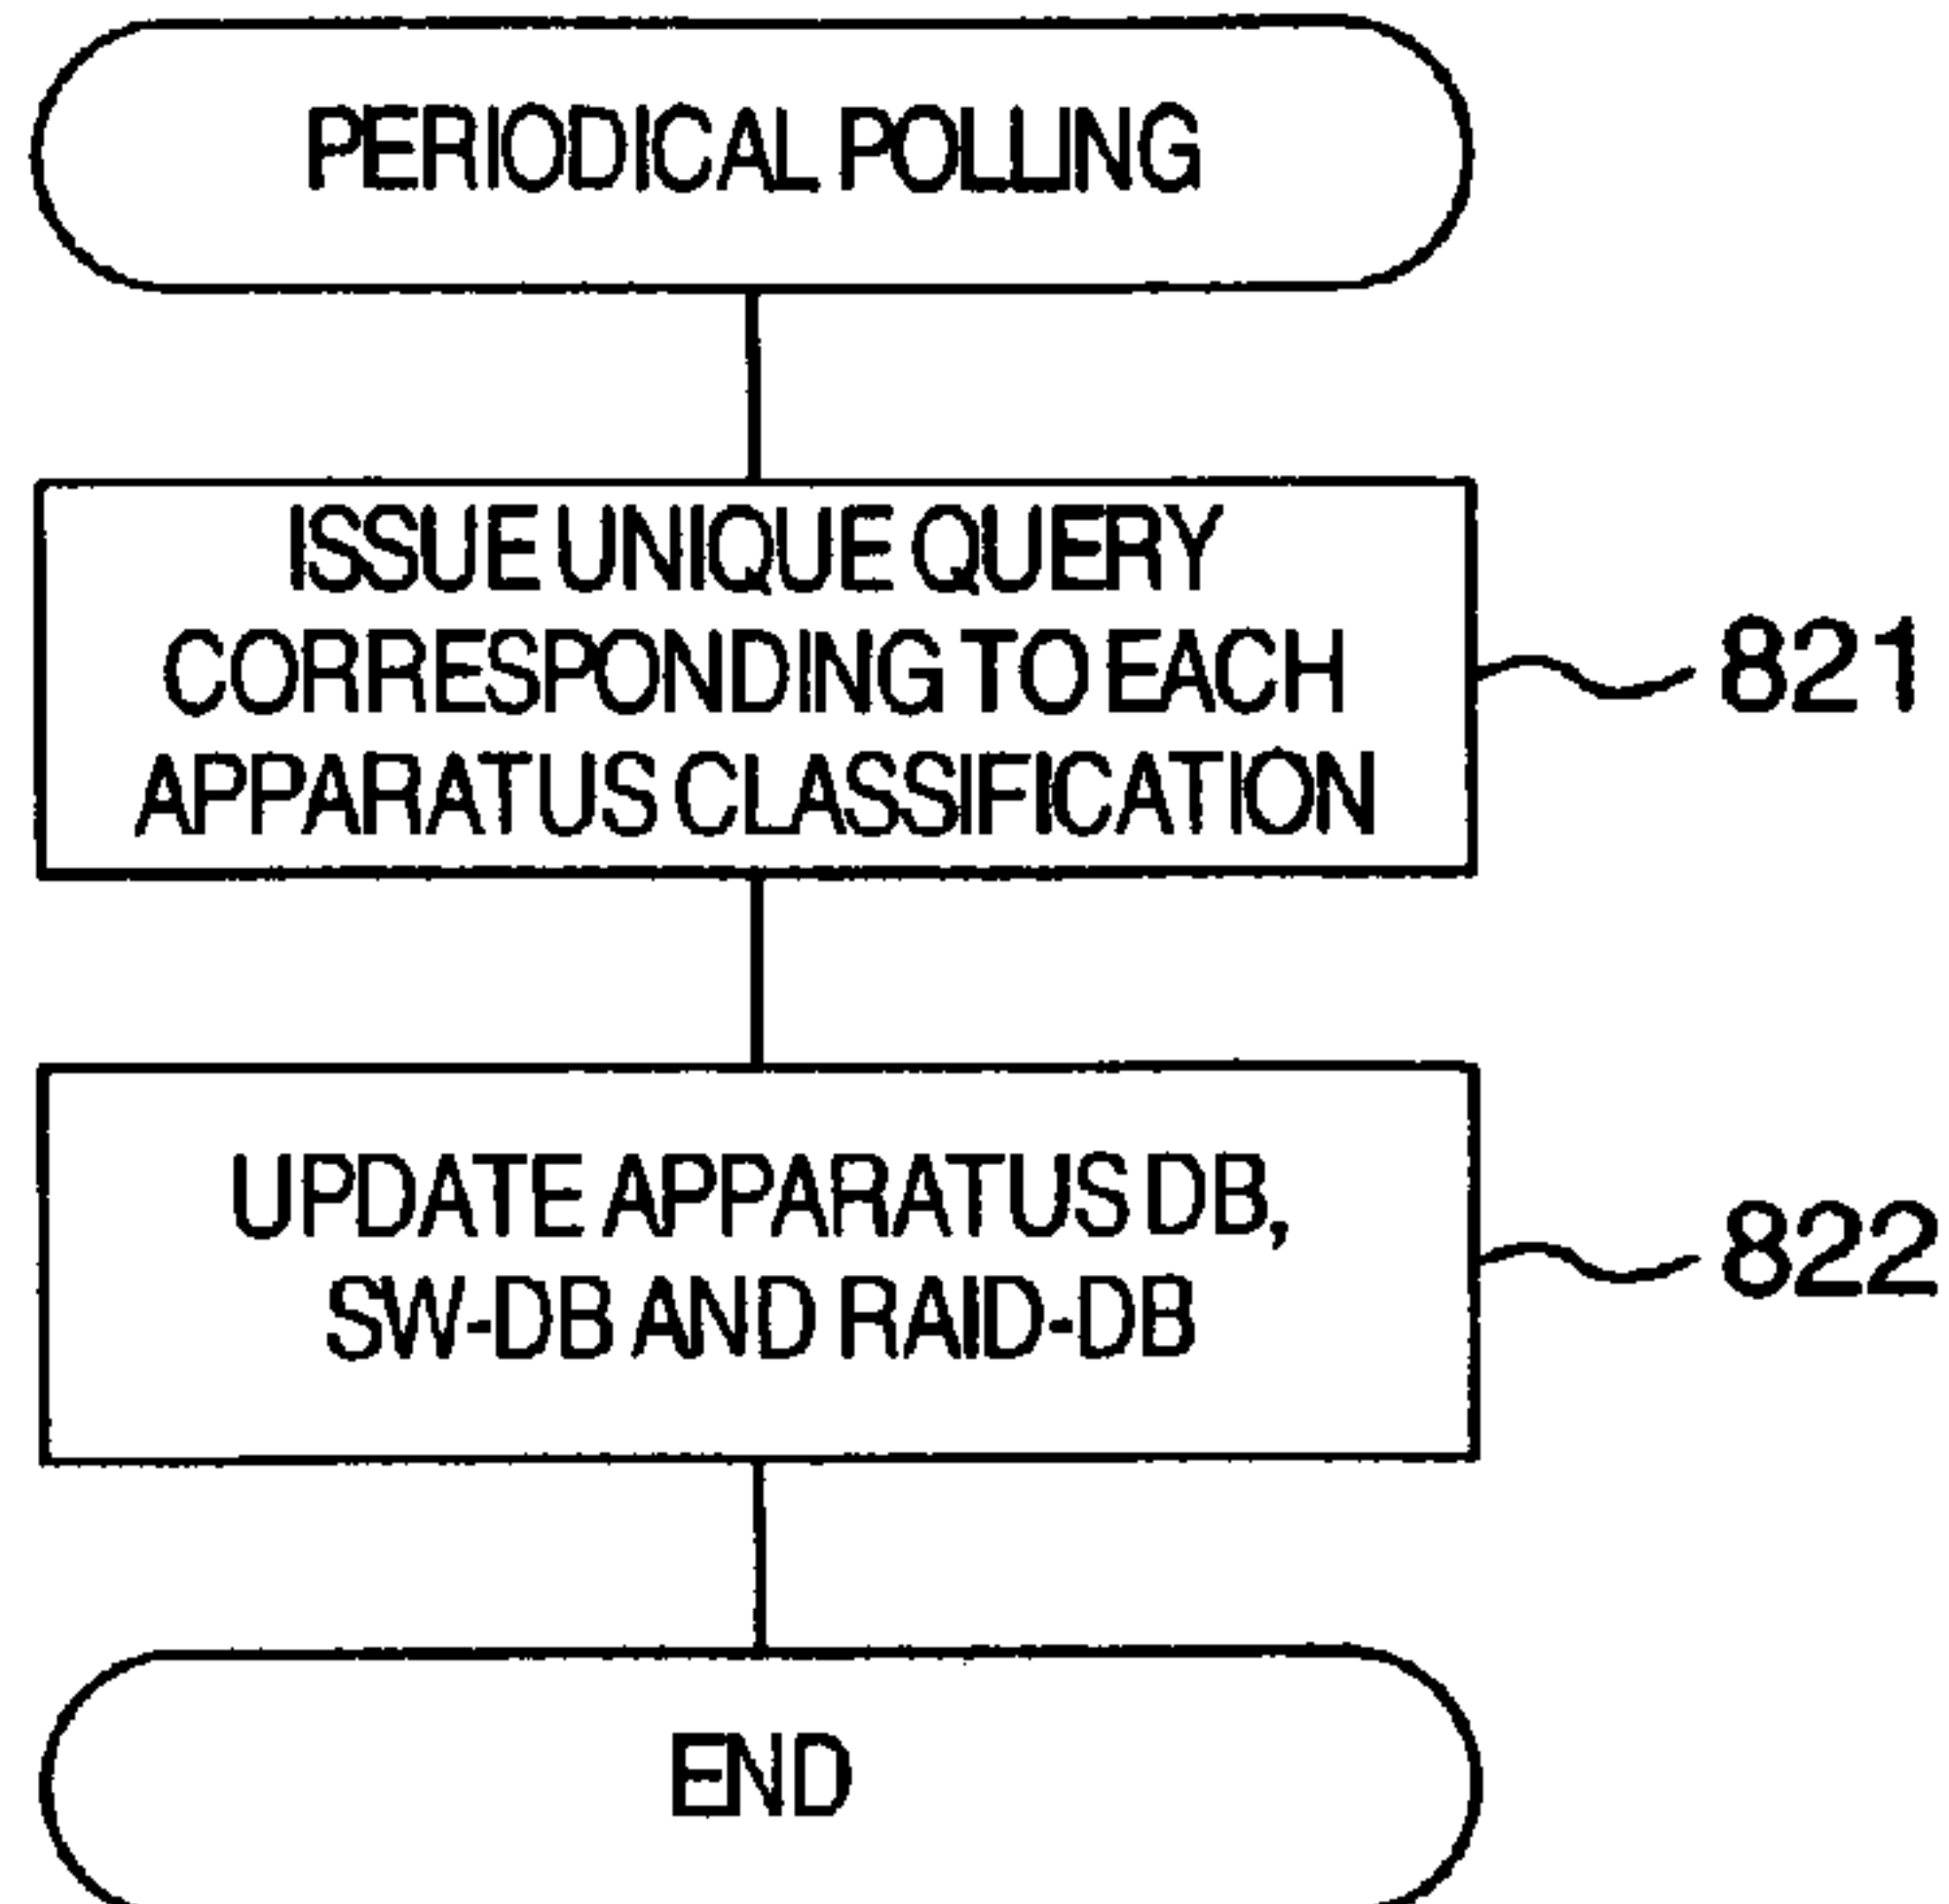 PERIODICAL POLLING
ISSUE UNIQUE QUERY
CORRESPONDING TO EACH
APPARATUS CLASSIFICATION
821
UPDATE APPARATUS DB,
SW-DB AND RAID-DB
822
END